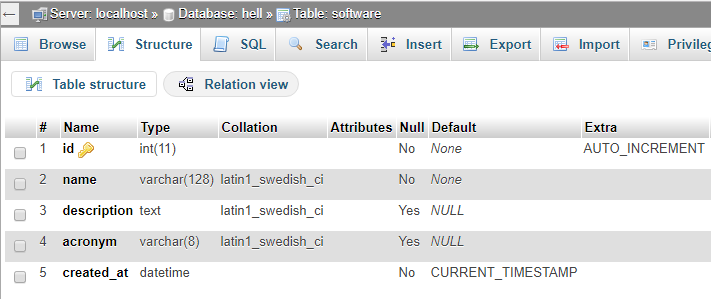 ← Server: localhost » Database: hell » Table: software
Browse Structure SQL Search Insert Export Import
Table structure Relation view
# Name Type Collation Attributes Null Default Extra
1 id int(11) No None AUTO_INCREMENT
2 name varchar(128) latin1_swedish_ci No None
3 description text latin1_swedish_ci Yes NULL
4 acronym varchar(8) latin1_swedish_ci Yes NULL
5 created_at datetime No CURRENT_TIMESTAMP